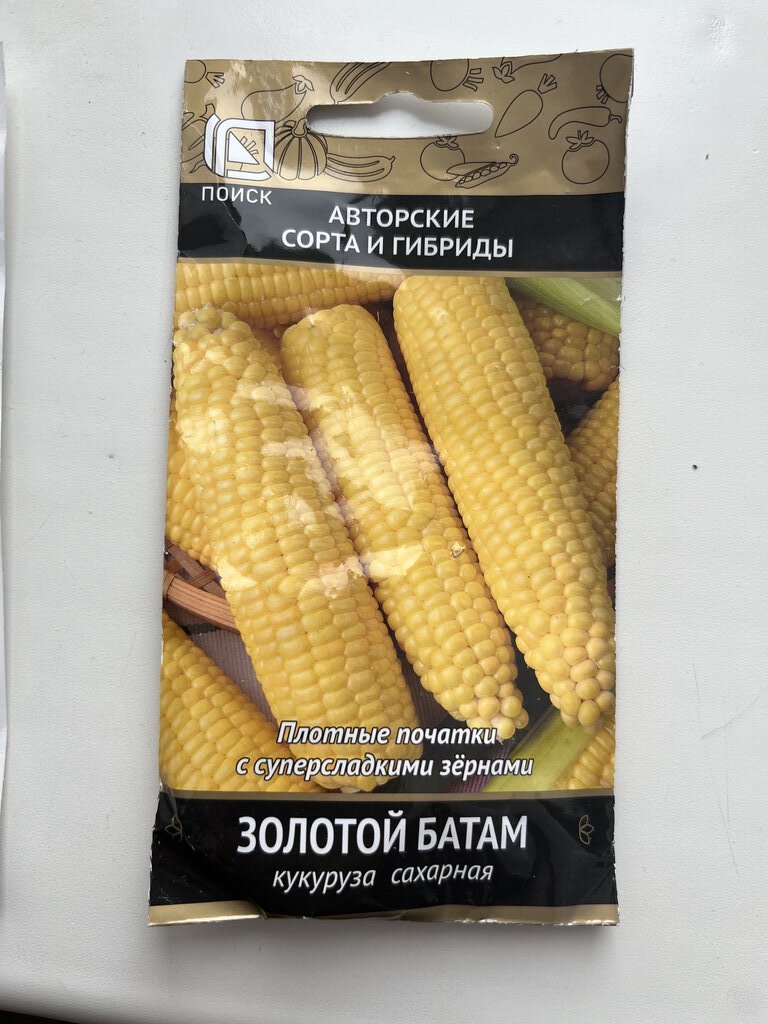 ПОИСК
АВТОРСКИЕ
СОРТА И ГИБРИДЫ
Плотные початки
с суперсладкими зёрнами
ЗОЛОТОЙ БАТАМ
кукуруза сахарная